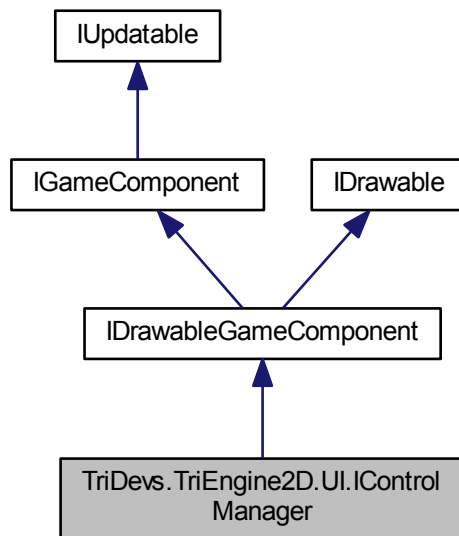 IUpdatable
IGameComponent
IDrawable
IDrawableGameComponent
TriDevs.TriEngine2D.UI.IControl
Manager